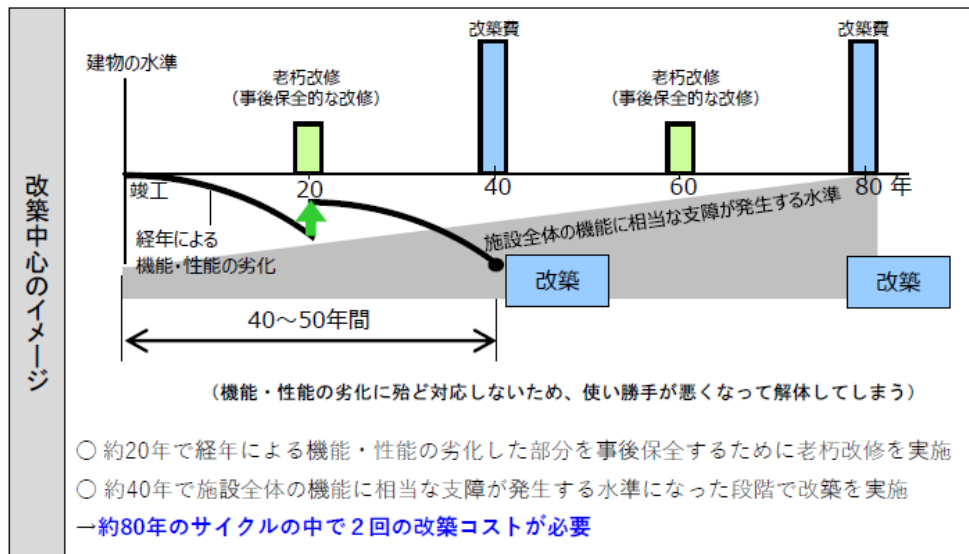 改築中心のイメージ
建物の水準
改築費
改築費
老朽改修
（事後保全的な改修）
老朽改修
（事後保全的な改修）
竣工
20
40
60
80 年
経年による
機能・性能の劣化
施設全体の機能に相当な支障が発生する水準
改築
改築
40～50年間
（機能・性能の劣化に殆ど対応しないため、使い勝手が悪くなって解体してしまう）
○ 約20年で経年による機能・性能の劣化した部分を事後保全するために老朽改修を実施
○ 約40年で施設全体の機能に相当な支障が発生する水準になった段階で改築を実施
→約80年のサイクルの中で２回の改築コストが必要